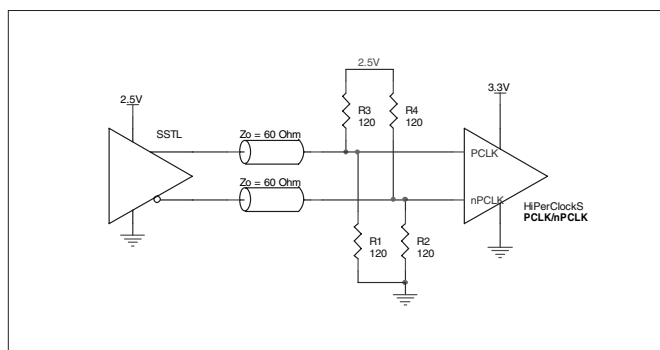 2.5V
3.3V
2.5V
SSTL
R3
120
R4
120
Zo = 60 Ohm
PCLK
Zo = 60 Ohm
nPCLK
HiPerClockS
PCLK/nPCLK
R1
120
R2
120